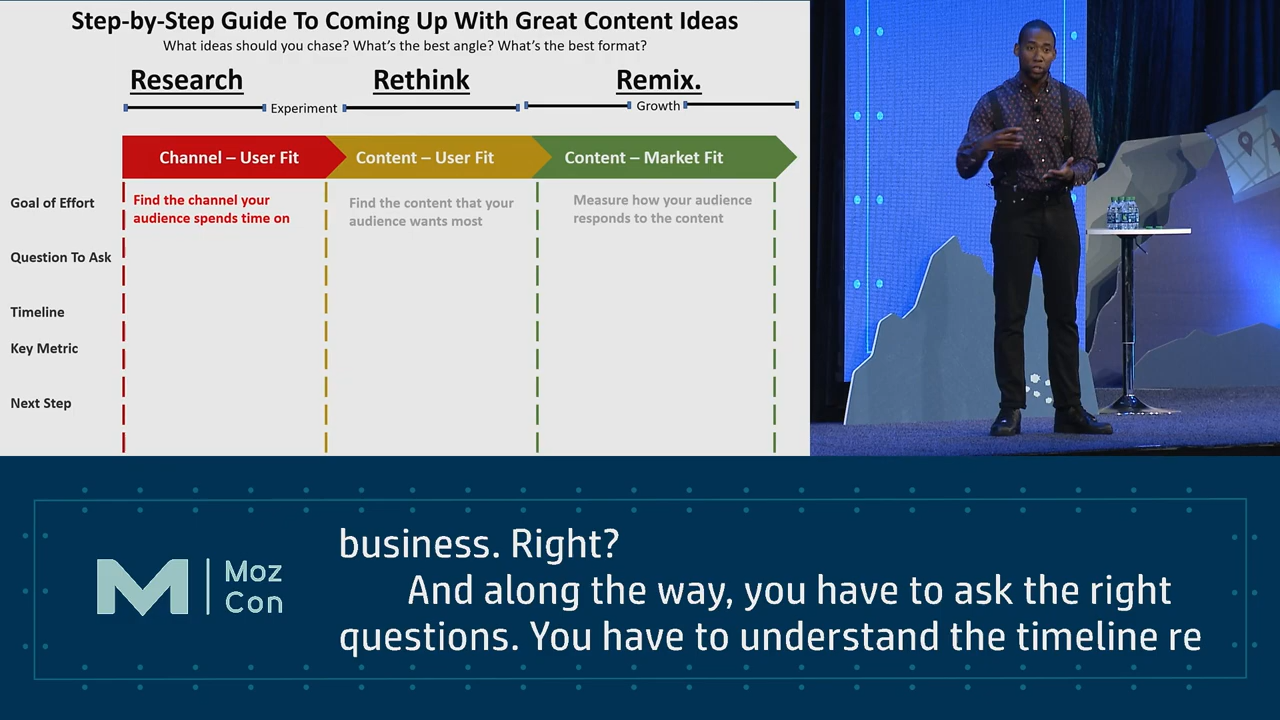 Step-by-Step Guide To Coming Up With Great Content Ideas
What ideas should you chase? What's the best angle? What's the best format?
Research Rethink Remix.
Experiment Growth
Channel – User Fit Content – User Fit Content – Market Fit
Goal of Effort
Find the channel your
audience spends time on
Find the content that your
audience wants most
Measure how your audience
responds to the content
Question To Ask
Timeline
Key Metric
Next Step
M
Moz
Con
business. Right?
And along the way, you have to ask the right
questions. You have to understand the timeline re